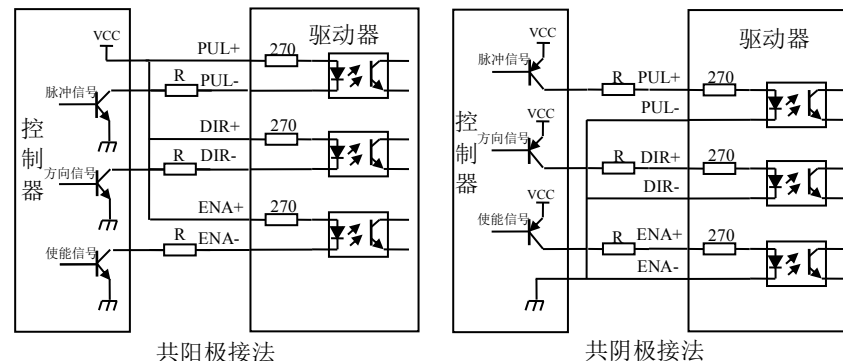 VCC
PUL+
270
驱动器
脉冲信号
R
PUL-
控制器
DIR+
270
方向信号
R
DIR-
ENA+
270
使能信号
R
ENA-
共阳极接法
VCC
驱动器
脉冲信号
R
PUL+
270
PUL-
控制器
VCC
方向信号
R
DIR+
270
DIR-
VCC
使能信号
R
ENA+
270
ENA-
共阴极接法